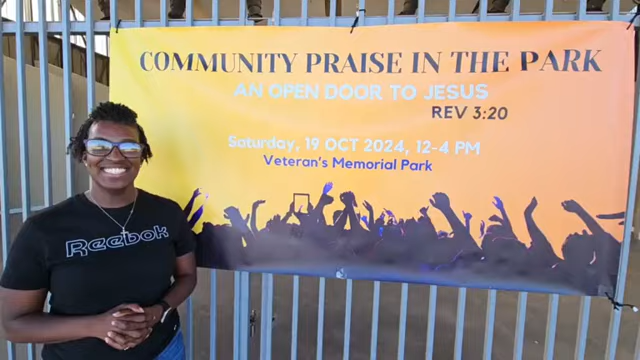 COMMUNITY PRAISE IN THE PARK
AN OPEN DOOR TO JESUS
REV 3:20
Saturday, 19 OCT 2024, 12-4 PM
Veteran's Memorial Park
Reebok